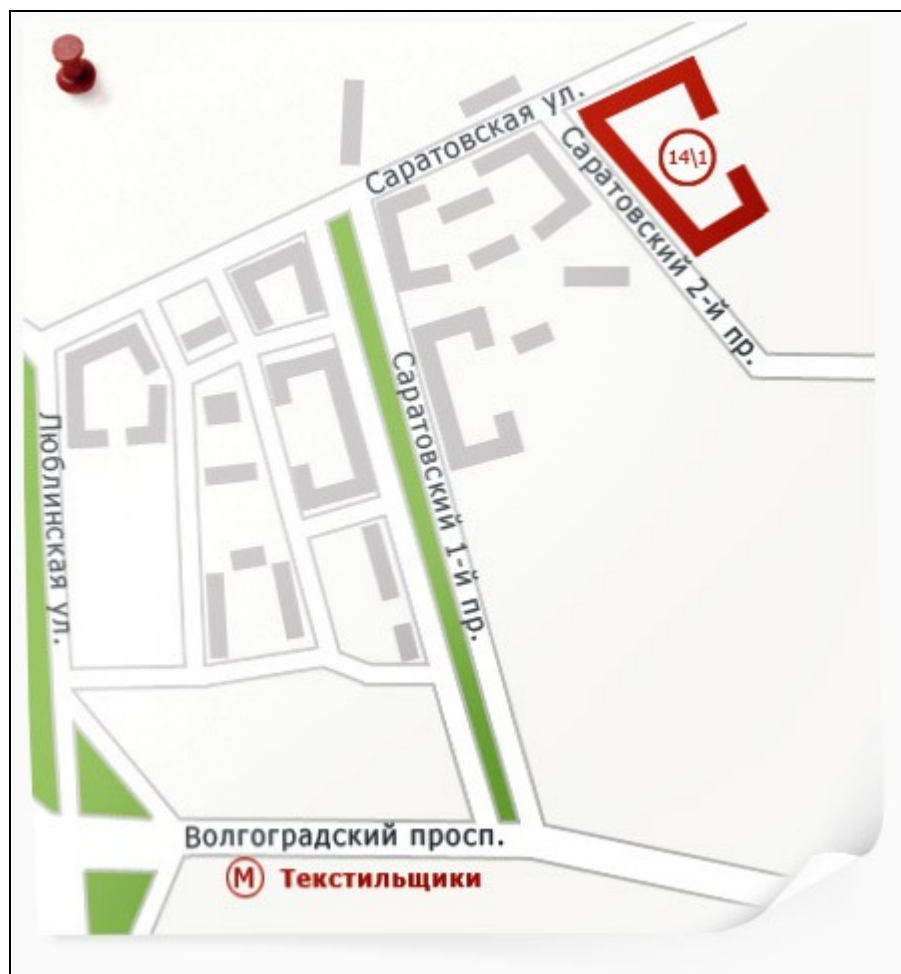 Саратовская ул.
14\1
Саратовский 2-й пр.
Саратовский 1-й пр.
Люблинская ул.
Волгоградский просп.
М Текстильщики